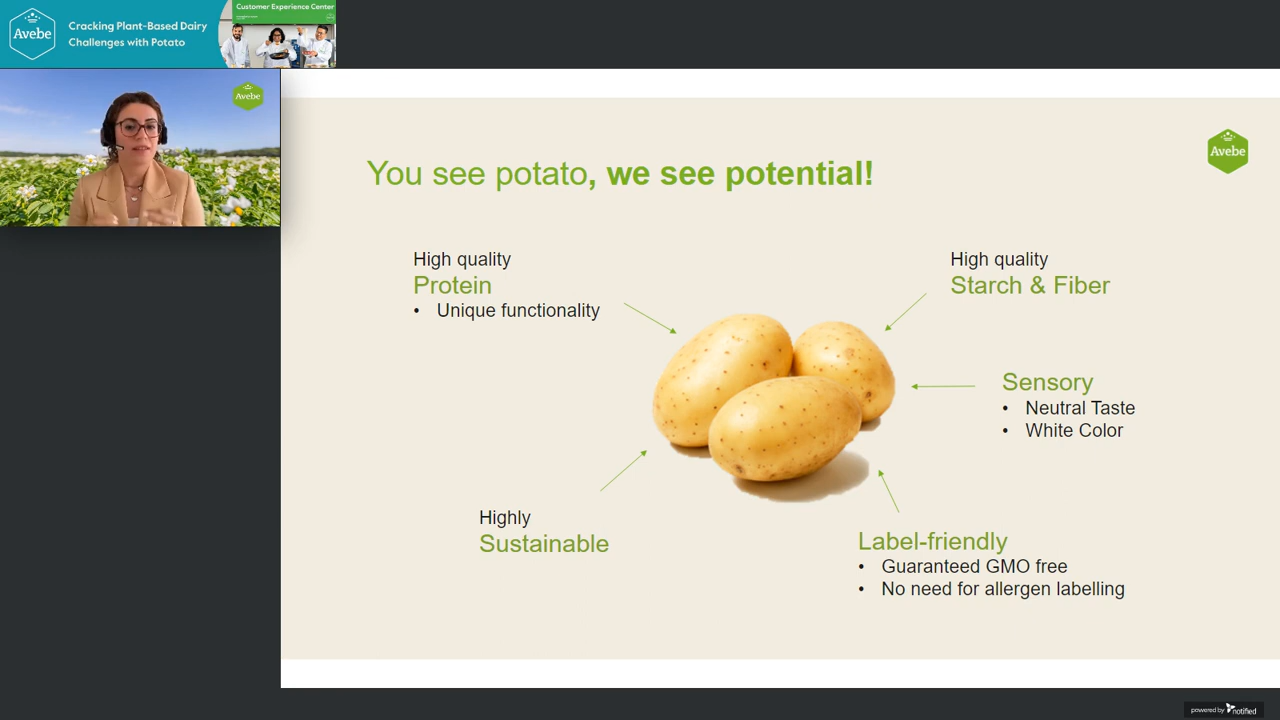 Avebe
Cracking Plant-Based Dairy
Challenges with Potato
Customer Experience Center
Avebe
Avebe
You see potato, we see potential!
High quality
Protein
• Unique functionality
High quality
Starch & Fiber
Sensory
• Neutral Taste
• White Color
Highly
Sustainable
Label-friendly
• Guaranteed GMO free
• No need for allergen labelling
powered by notified